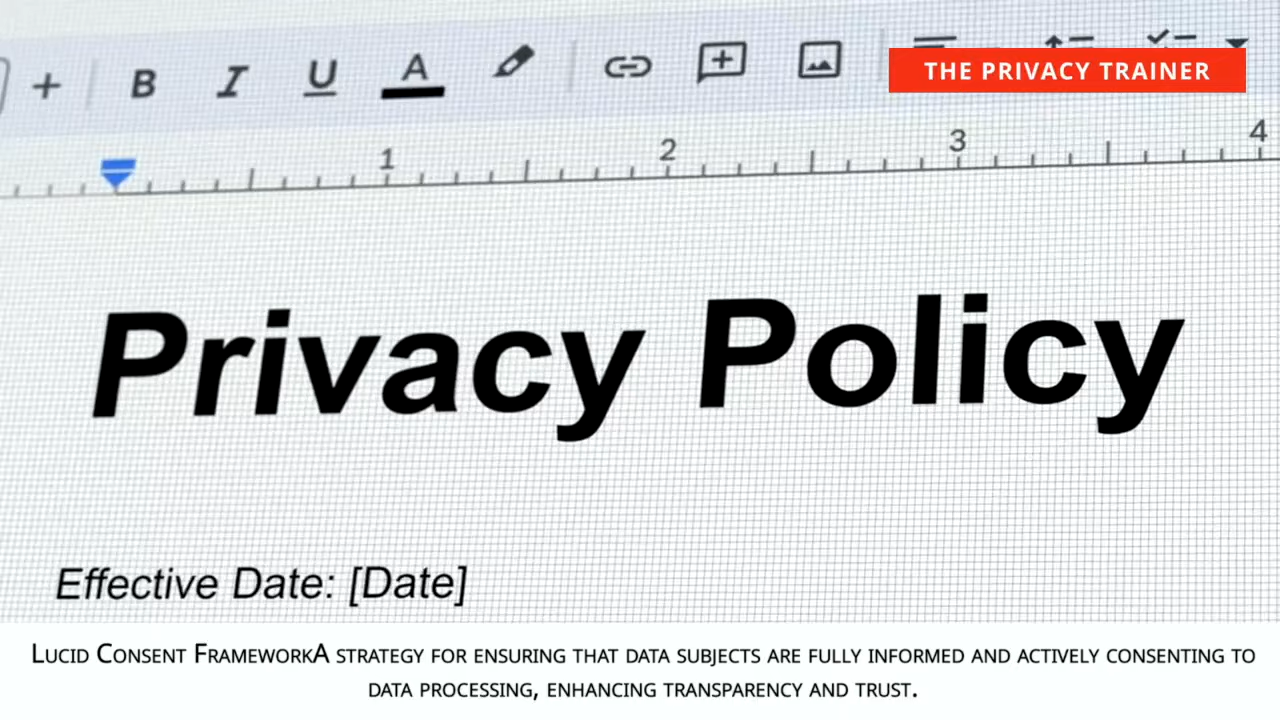 B I U A
THE PRIVACY TRAINER
1 2 3 4
Privacy Policy
Effective Date: [Date]
Lucid Consent FrameworkA strategy for ensuring that data subjects are fully informed and actively consenting to
data processing, enhancing transparency and trust.